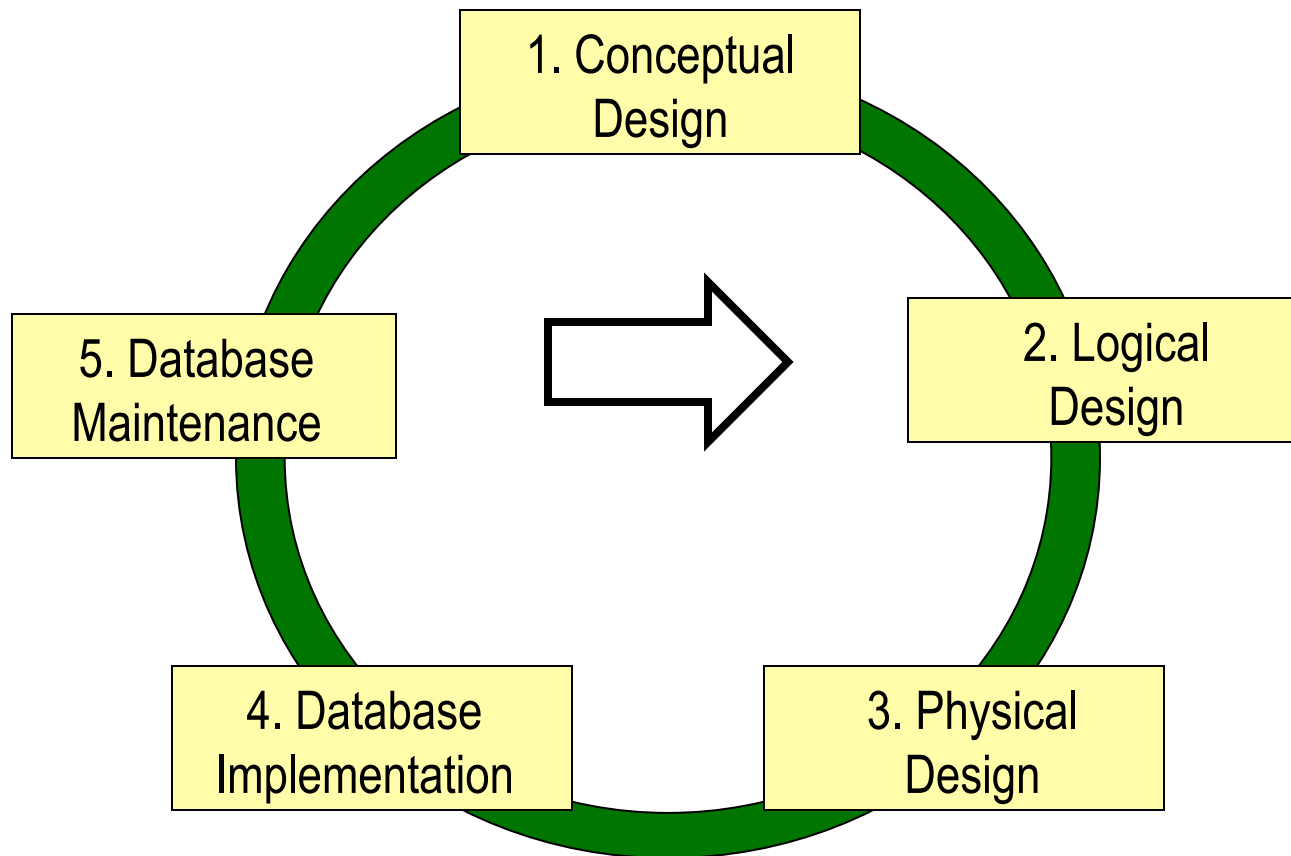 1. Conceptual
Design
2. Logical
Design
3. Physical
Design
4. Database
Implementation
5. Database
Maintenance